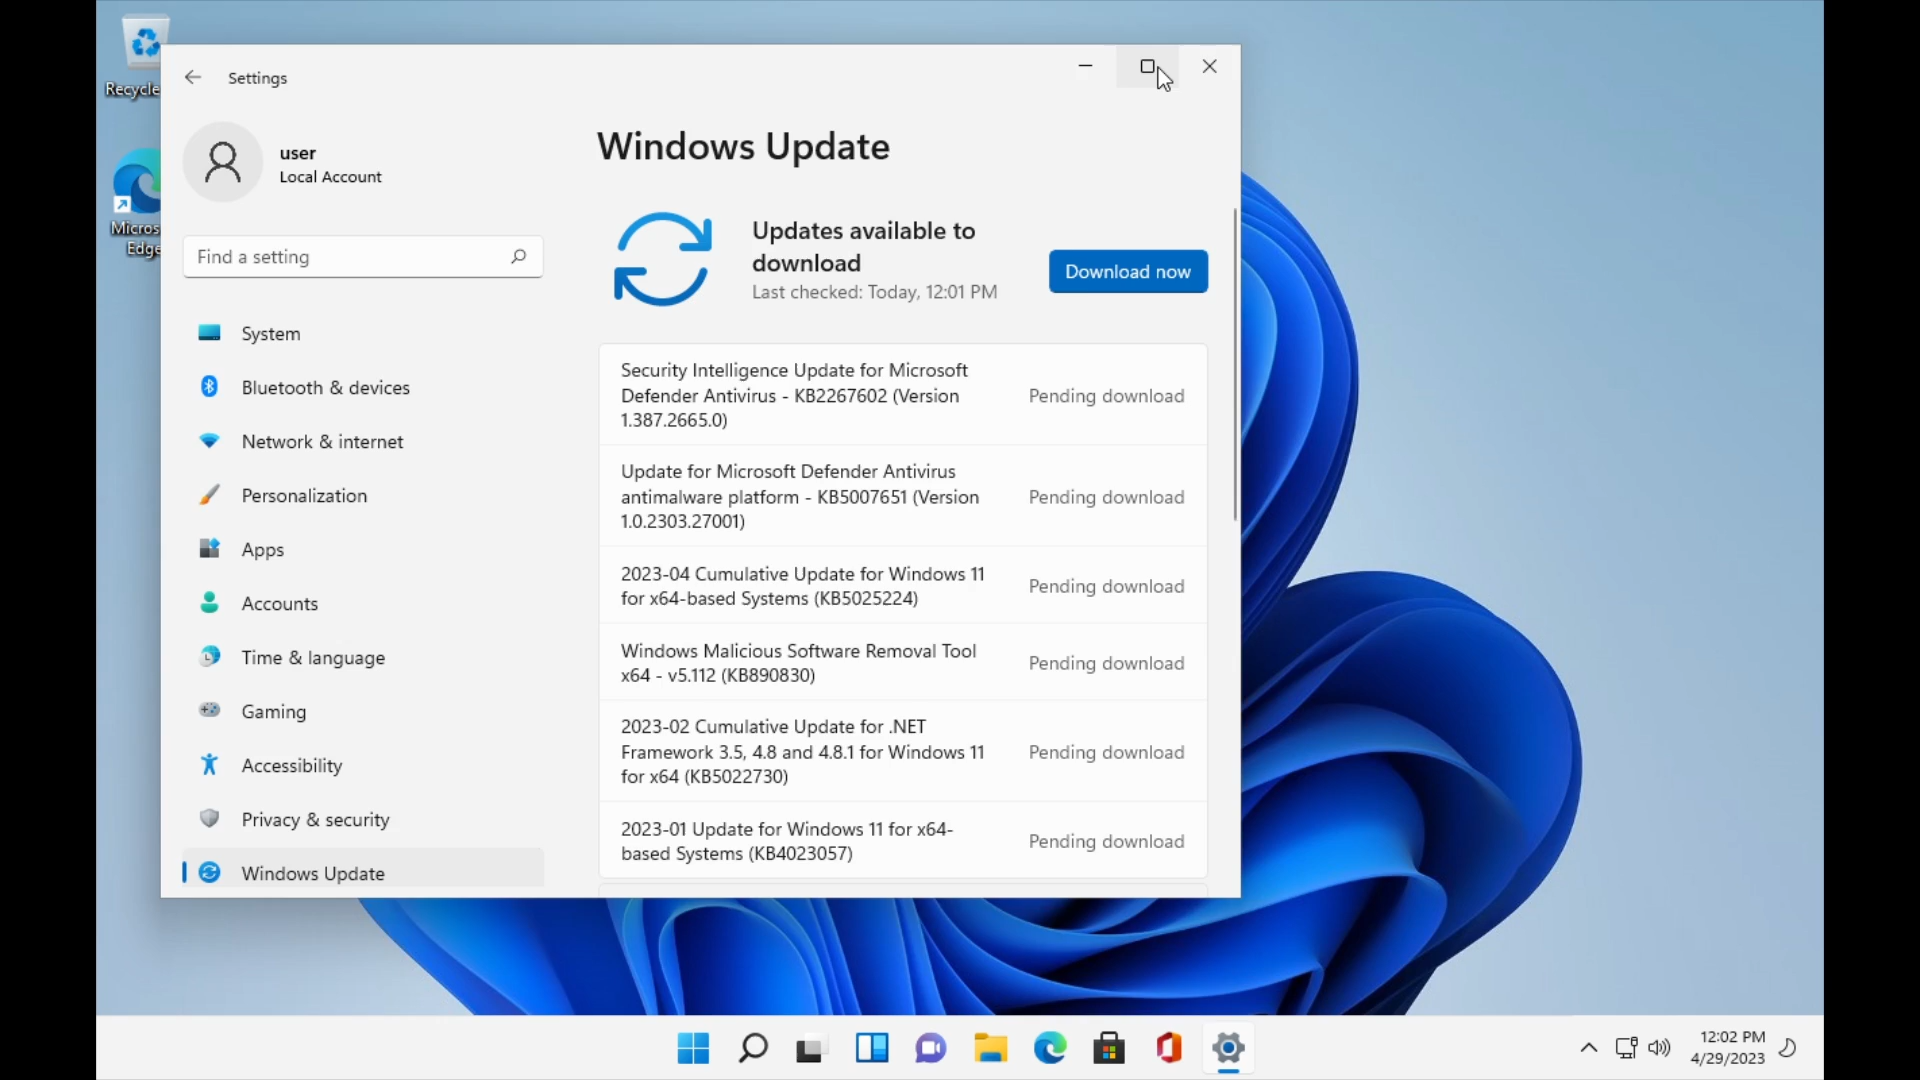 Recycle
Micros
Edge
Settings
user
Local Account
Find a setting
System
Bluetooth & devices
Network & internet
Personalization
Apps
Accounts
Time & language
Gaming
Accessibility
Privacy & security
Windows Update
Windows Update
Updates available to
download
Last checked: Today, 12:01 PM
Download now
Security Intelligence Update for Microsoft
Defender Antivirus - KB2267602 (Version
1.387.2665.0)
Pending download
Update for Microsoft Defender Antivirus
antimalware platform - KB5007651 (Version
1.0.2303.27001)
Pending download
2023-04 Cumulative Update for Windows 11
for x64-based Systems (KB5025224)
Pending download
Windows Malicious Software Removal Tool
x64 - v5.112 (KB890830)
Pending download
2023-02 Cumulative Update for .NET
Framework 3.5, 4.8 and 4.8.1 for Windows 11
for x64 (KB5022730)
Pending download
2023-01 Update for Windows 11 for x64-
based Systems (KB4023057)
Pending download
12:02 PM
4/29/2023